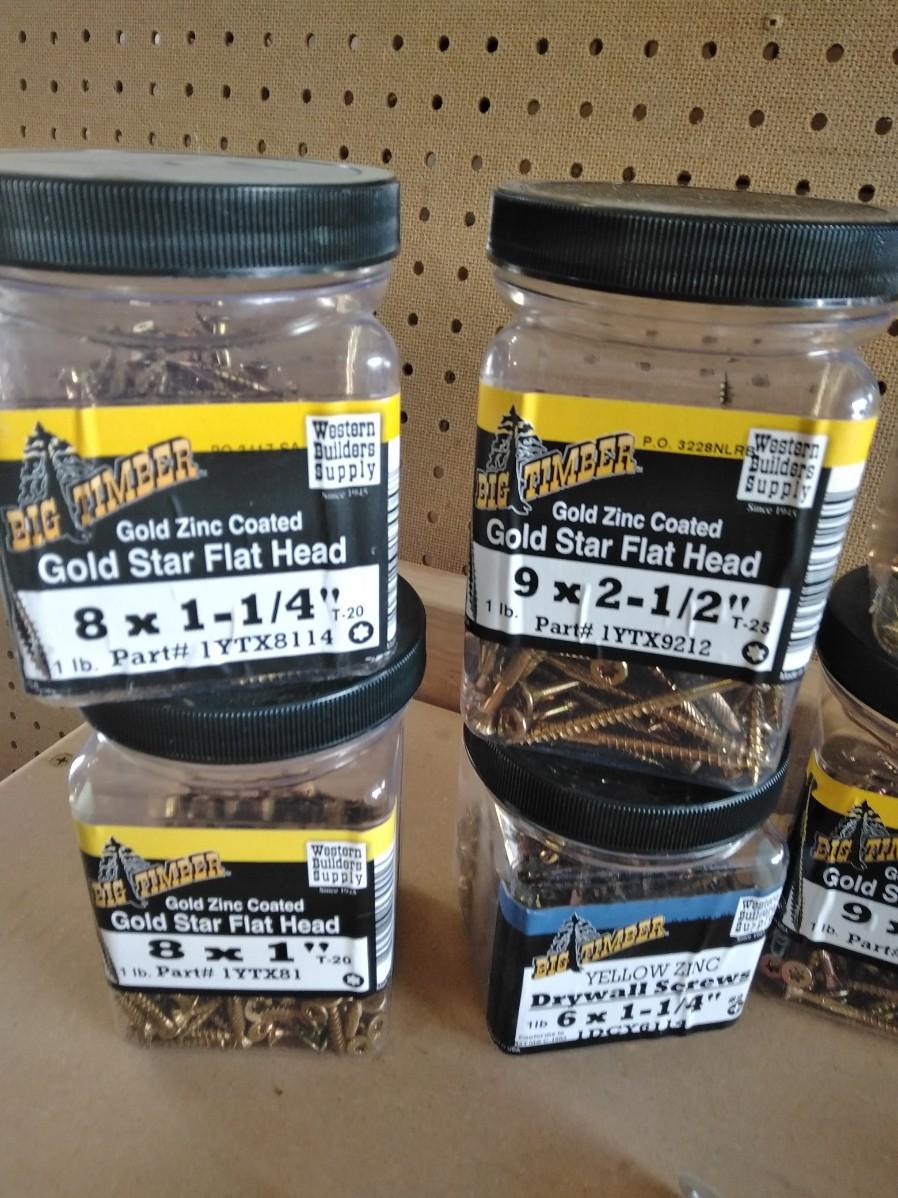 BIG TIMBER
Western
Builders
Supply
Since 1945
Gold Zinc Coated
Gold Star Flat Head
8 x 1-1/4" T-20
1 lb. Part# 1YTX8114
P.O. 3228NLR
BIG TIMBER
Western
Builders
Supply
Since 1945
Gold Zinc Coated
Gold Star Flat Head
9 x 2-1/2" T-25
1 lb. Part# 1YTX9212
BIG TIMBER
Western
Builders
Supply
Since 1945
Gold Zinc Coated
Gold Star Flat Head
8 x 1" T-20
1 lb. Part# 1YTX81
BIG TIMBER
YELLOW ZINC
Drywall Screws
1lb 6 x 1-1/4"
USA
BIG
Gold
1 lb. 9